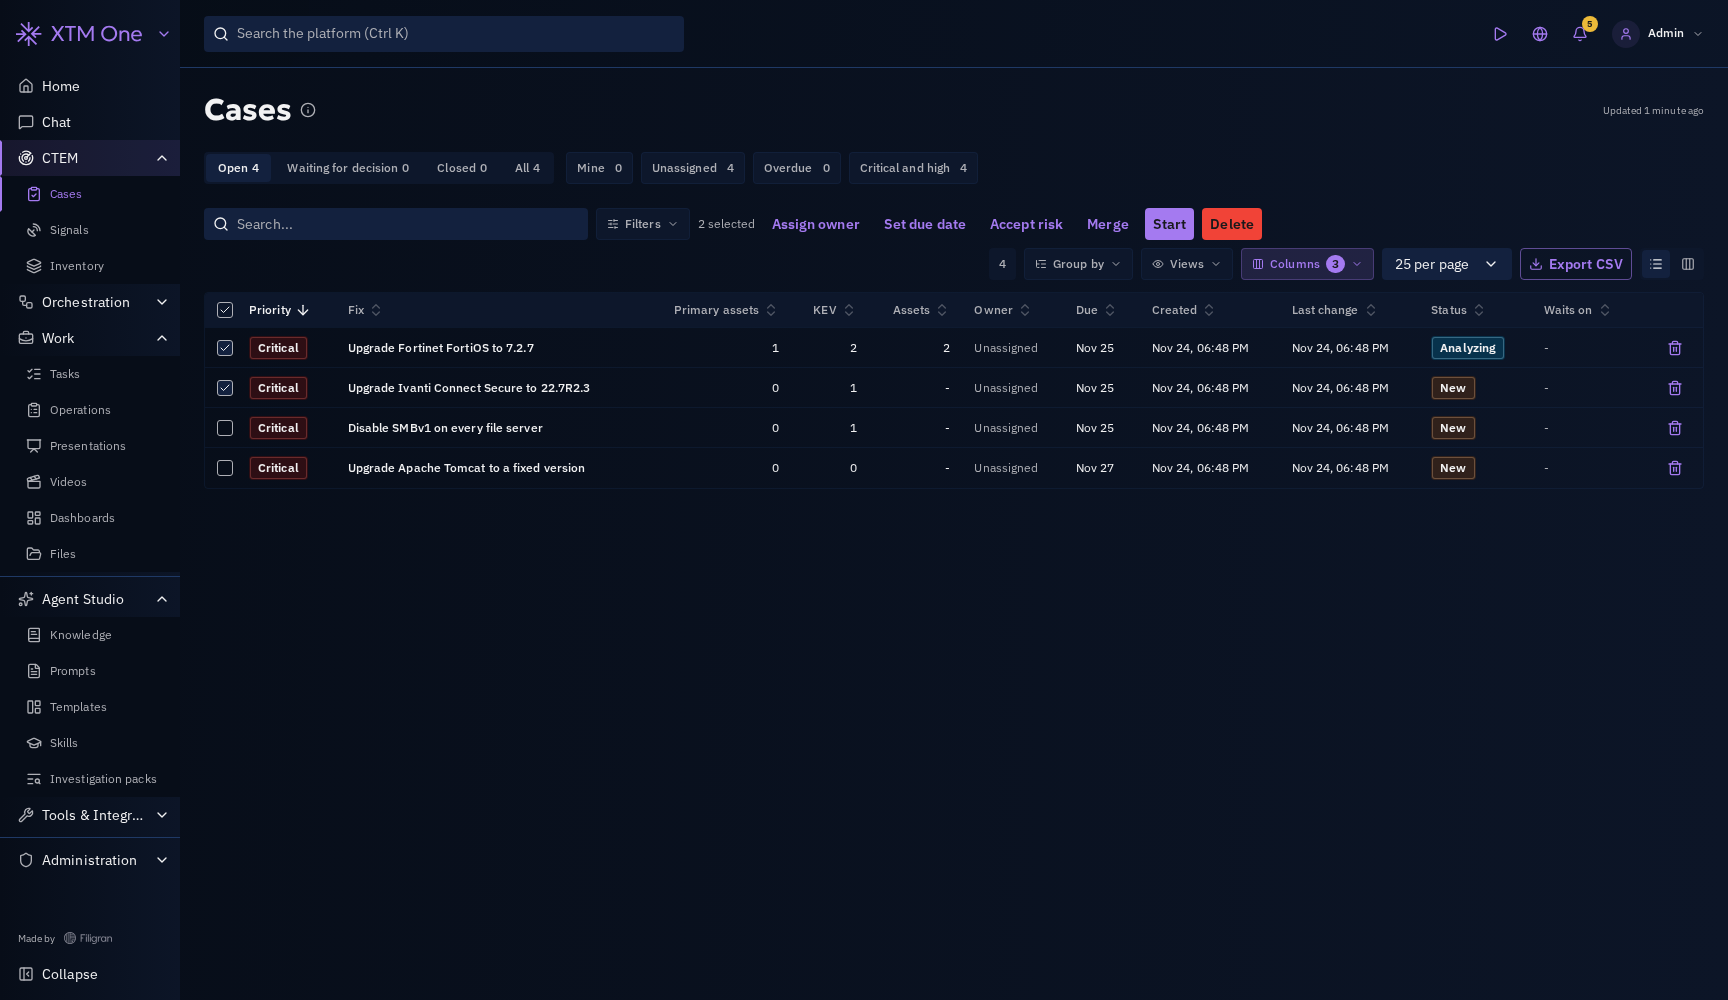 XTM One
Search the platform (Ctrl K)
5
Admin
Home
Chat
CTEM
Cases
Signals
Inventory
Orchestration
Work
Tasks
Operations
Presentations
Videos
Dashboards
Files
Agent Studio
Knowledge
Prompts
Templates
Skills
Investigation packs
Tools & Integr...
Administration
Made by Filigran
Collapse
Cases
Updated 1 minute ago
Open 4 Waiting for decision 0 Closed 0 All 4 Mine 0 Unassigned 4 Overdue 0 Critical and high 4
Search... Filters 2 selected Assign owner Set due date Accept risk Merge Start Delete
4 Group by Views Columns 3 25 per page Export CSV
Priority Fix Primary assets KEV Assets Owner Due Created Last change Status Waits on
Critical Upgrade Fortinet FortiOS to 7.2.7 1 2 2 Unassigned Nov 25 Nov 24, 06:48 PM Nov 24, 06:48 PM Analyzing -
Critical Upgrade Ivanti Connect Secure to 22.7R2.3 0 1 - Unassigned Nov 25 Nov 24, 06:48 PM Nov 24, 06:48 PM New -
Critical Disable SMBv1 on every file server 0 1 - Unassigned Nov 25 Nov 24, 06:48 PM Nov 24, 06:48 PM New -
Critical Upgrade Apache Tomcat to a fixed version 0 0 - Unassigned Nov 27 Nov 24, 06:48 PM Nov 24, 06:48 PM New -